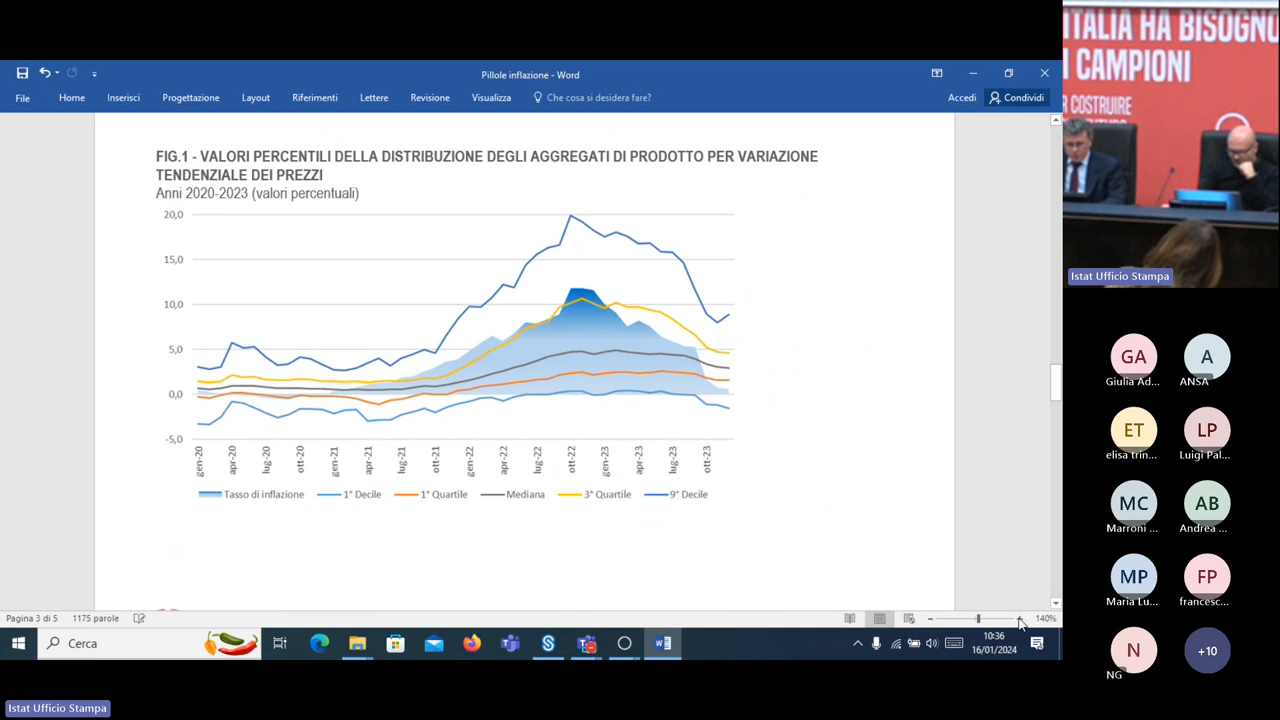 Pillole inflazione - Word
File Home Inserisci Progettazione Layout Riferimenti Lettere Revisione Visualizza Che cosa si desidera fare? Accedi Condividi
FIG.1 - VALORI PERCENTILI DELLA DISTRIBUZIONE DEGLI AGGREGATI DI PRODOTTO PER VARIAZIONE
TENDENZIALE DEI PREZZI
Anni 2020-2023 (valori percentuali)
20,0
15,0
10,0
5,0
0,0
-5,0
gen-20 apr-20 lug-20 ott-20 gen-21 apr-21 lug-21 ott-21 gen-22 apr-22 lug-22 ott-22 gen-23 apr-23 lug-23 ott-23
Tasso di inflazione 1° Decile 1° Quartile Mediana 3° Quartile 9° Decile
Pagina 3 di 5 1175 parole 140%
Cerca
10:36
16/01/2024
Istat Ufficio Stampa
ITALIA HA BISOGNO
I CAMPIONI
R COSTRUIRE
Istat Ufficio Stampa
GA A
Giulia Ad... ANSA
ET LP
elisa trin... Luigi Pal...
MC AB
Marroni ... Andrea ...
MP FP
Maria Lu... francesc...
N +10
NG